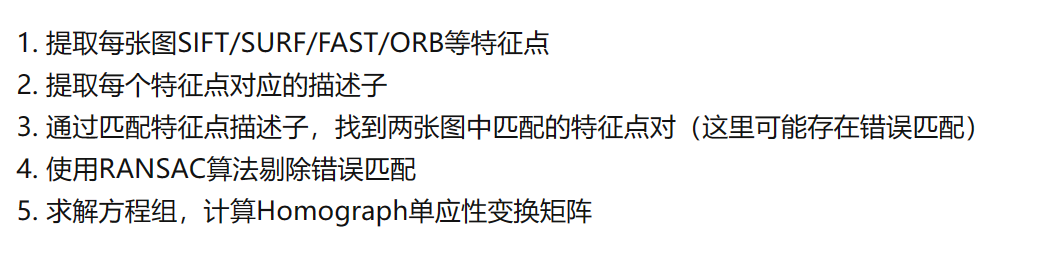 1. 提取每张图SIFT/SURF/FAST/ORB等特征点
2. 提取每个特征点对应的描述子
3. 通过匹配特征点描述子，找到两张图中匹配的特征点对（这里可能存在错误匹配）
4. 使用RANSAC算法剔除错误匹配
5. 求解方程组，计算Homograph单应性变换矩阵